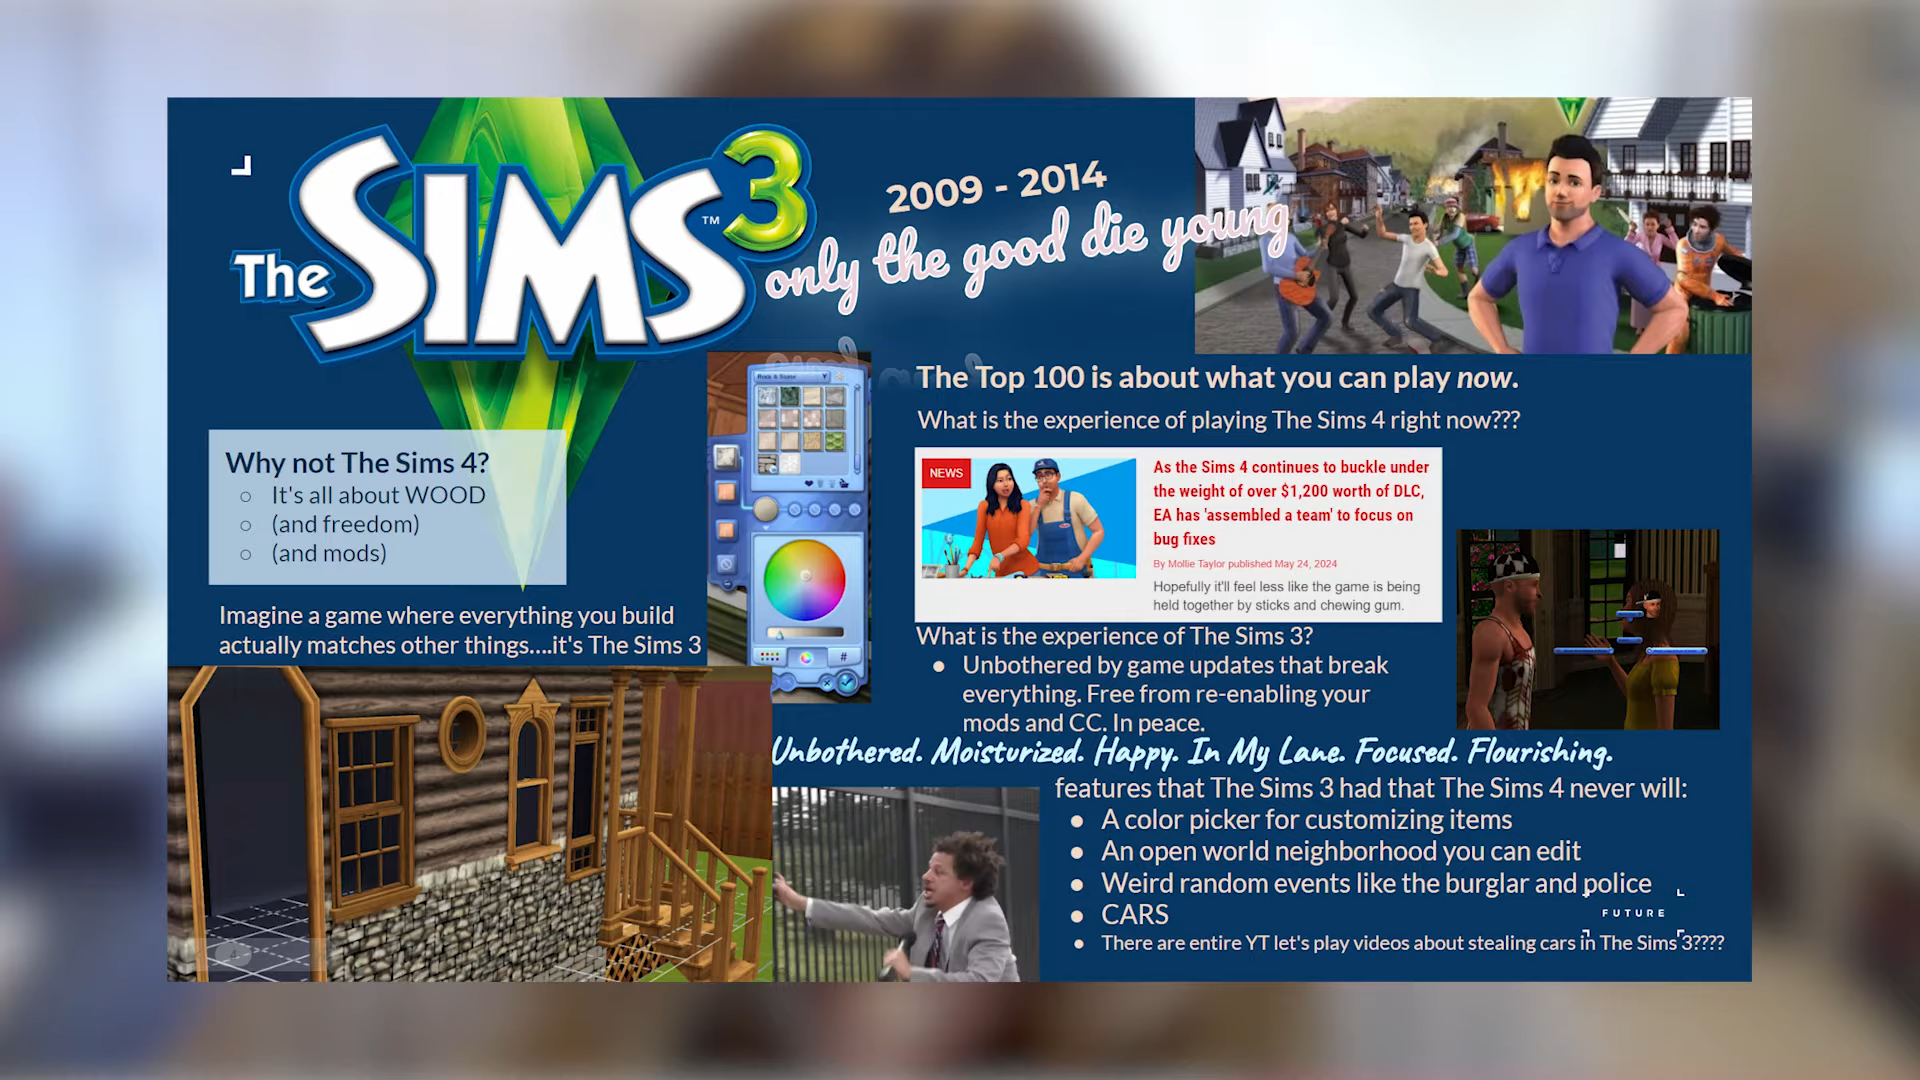 The SIMS 3
TM
2009 - 2014
only the good die young
Why not The Sims 4?
It's all about WOOD
(and freedom)
(and mods)
Imagine a game where everything you build
actually matches other things....it's The Sims 3
The Top 100 is about what you can play now.
What is the experience of playing The Sims 4 right now???
NEWS
As the Sims 4 continues to buckle under
the weight of over $1,200 worth of DLC,
EA has 'assembled a team' to focus on
bug fixes
By Mollie Taylor published May 24, 2024
Hopefully it'll feel less like the game is being
held together by sticks and chewing gum.
What is the experience of The Sims 3?
Unbothered by game updates that break
everything. Free from re-enabling your
mods and CC. In peace.
Unbothered. Moisturized. Happy. In My Lane. Focused. Flourishing.
features that The Sims 3 had that The Sims 4 never will:
A color picker for customizing items
An open world neighborhood you can edit
Weird random events like the burglar and police
CARS
There are entire YT let's play videos about stealing cars in The Sims 3????
FUTURE